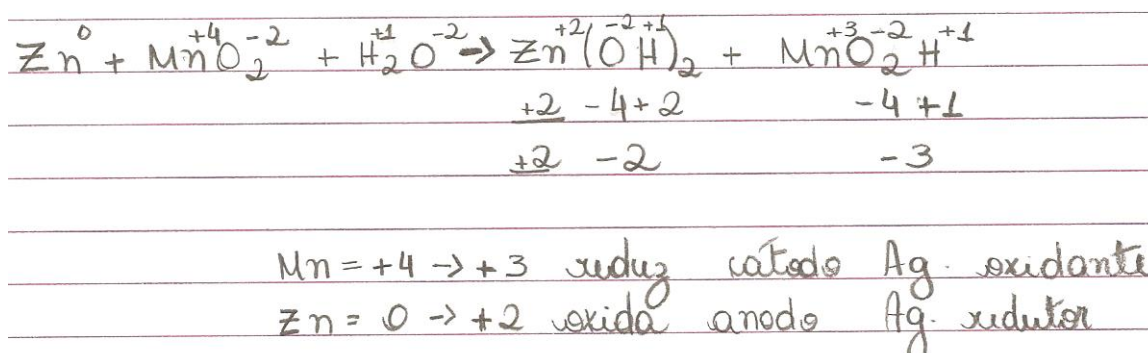 Zn⁰ + Mn⁺⁴O₂⁻² + H₂⁺¹O⁻² → Zn⁺²(O⁻²H⁺¹)₂ + Mn⁺³O₂⁻²H⁺¹
+2 -4+2 -4 +1
+2 -2 -3
Mn = +4 → +3 reduz catodo Ag. oxidante
Zn = 0 → +2 oxida anodo Ag. redutor